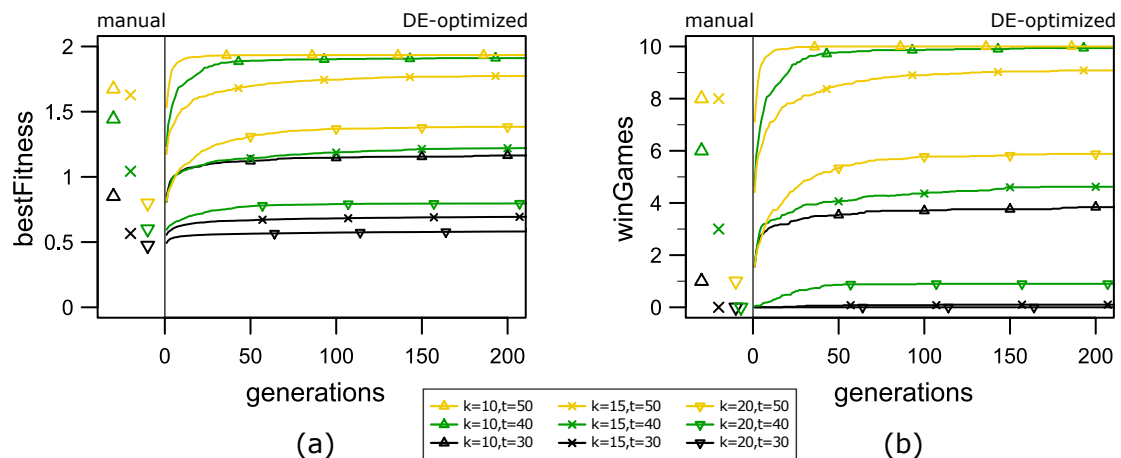 manual DE-optimized manual DE-optimized
2
1.5
1
0.5
0
bestFitness
0 50 100 150 200
generations
10
8
6
4
2
0
winGames
0 50 100 150 200
generations
k=10,t=50 k=15,t=50 k=20,t=50
k=10,t=40 k=15,t=40 k=20,t=40
k=10,t=30 k=15,t=30 k=20,t=30
(a) (b)